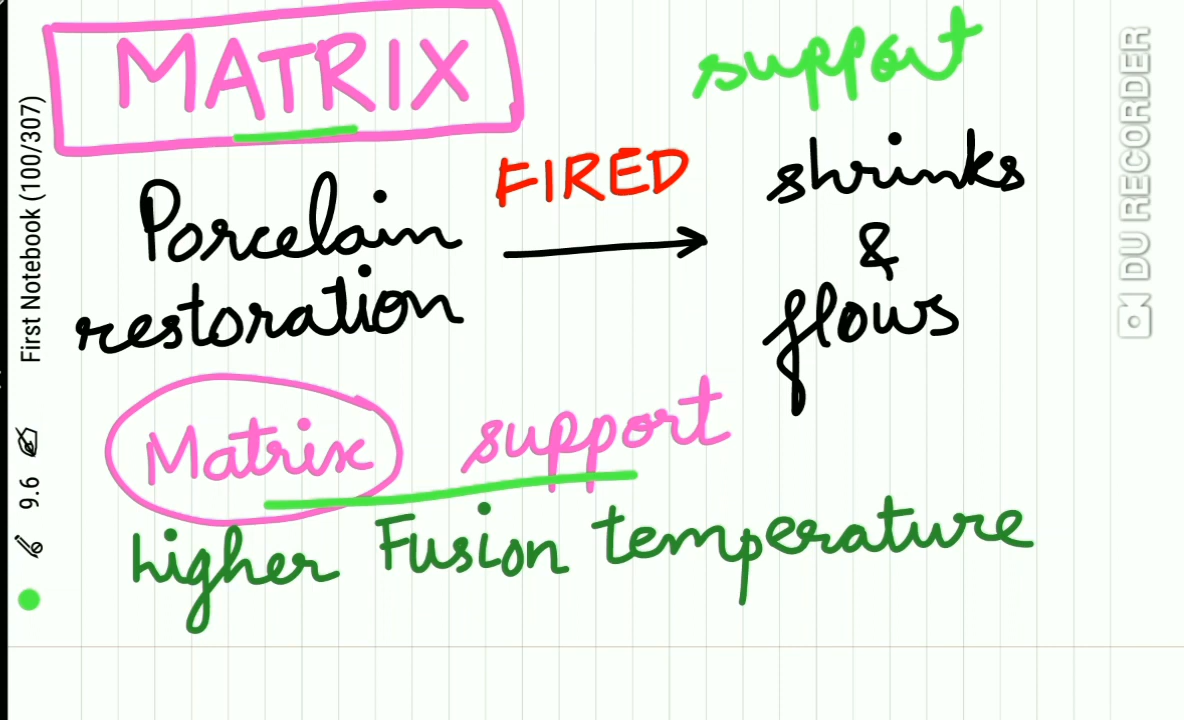 MATRIX
support
Porcelain FIRED shrinks
restoration & flows
Matrix support
higher Fusion temperature
First Notebook (100/307)
9.6
DU RECORDER